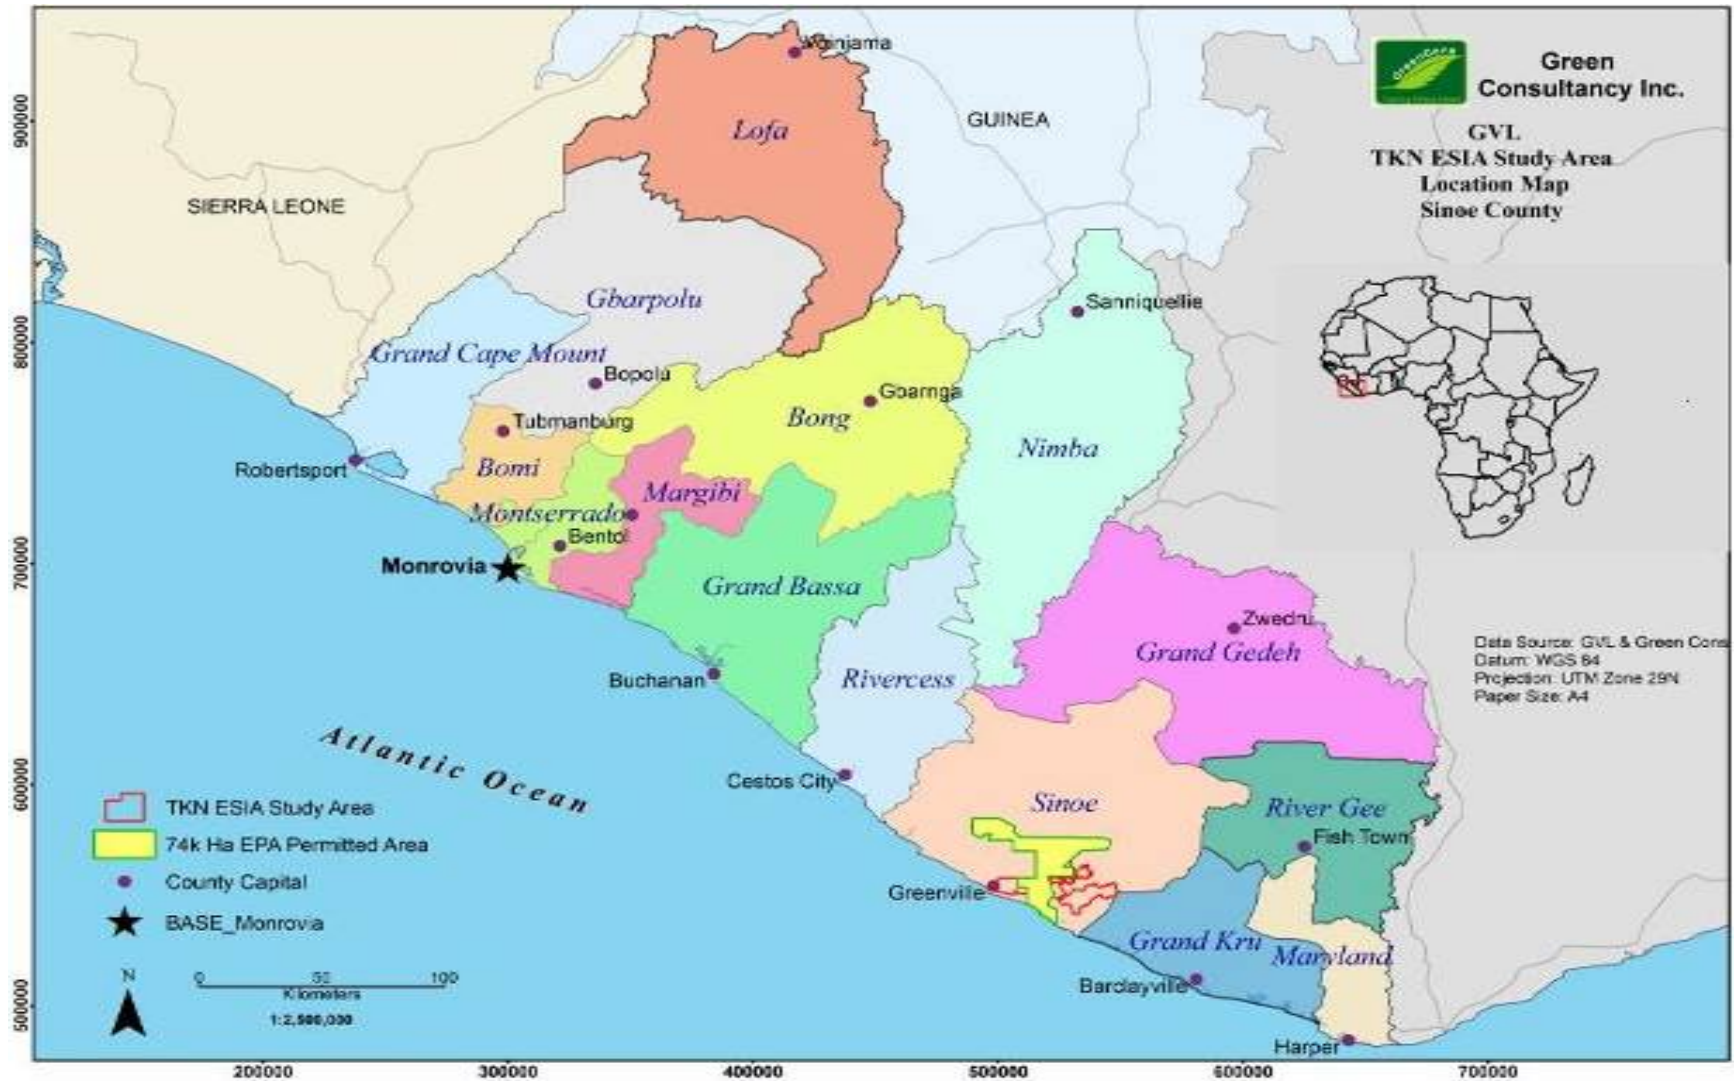 Voinjama
GreenCons
Green
Consultancy Inc.
GVL
TKN ESIA Study Area
Location Map
Sinoe County
GUINEA
SIERRA LEONE
Lofa
Gbarpolu
Sanniquellie
Grand Cape Mount
Bopolu
Gbarnga
Tubmanburg
Bong
Nimba
Robertsport
Bomi
Margibi
Montserrado
Bentol
Monrovia
Grand Bassa
Zwedru
Grand Gedeh
Data Source: GVL & Green Cons
Datum: WGS 84
Projection: UTM Zone 29N
Paper Size: A4
Buchanan
Rivercess
Atlantic Ocean
Cestos City
Sinoe
River Gee
Fish Town
Greenville
Grand Kru
Maryland
Barclayville
Harper
TKN ESIA Study Area
74k Ha EPA Permitted Area
County Capital
BASE_Monrovia
N
0 50 100
Kilometers
1:2,500,000
900000
800000
700000
600000
500000
200000 300000 400000 500000 600000 700000